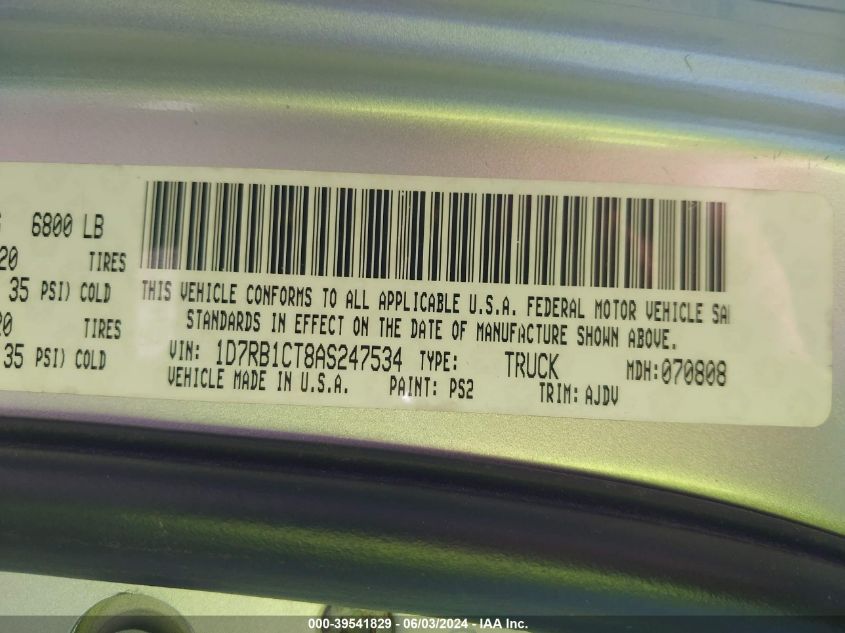 6800 LB
20 TIRES
35 PSI) COLD
20 TIRES
35 PSI) COLD
THIS VEHICLE CONFORMS TO ALL APPLICABLE U.S.A. FEDERAL MOTOR VEHICLE SA
STANDARDS IN EFFECT ON THE DATE OF MANUFACTURE SHOWN ABOVE.
VIN: 1D7RB1CT8AS247534 TYPE: TRUCK MDH:070808
VEHICLE MADE IN U.S.A. PAINT: PS2 TRIM: AJDV
000-39541829 - 06/03/2024 - IAA Inc.